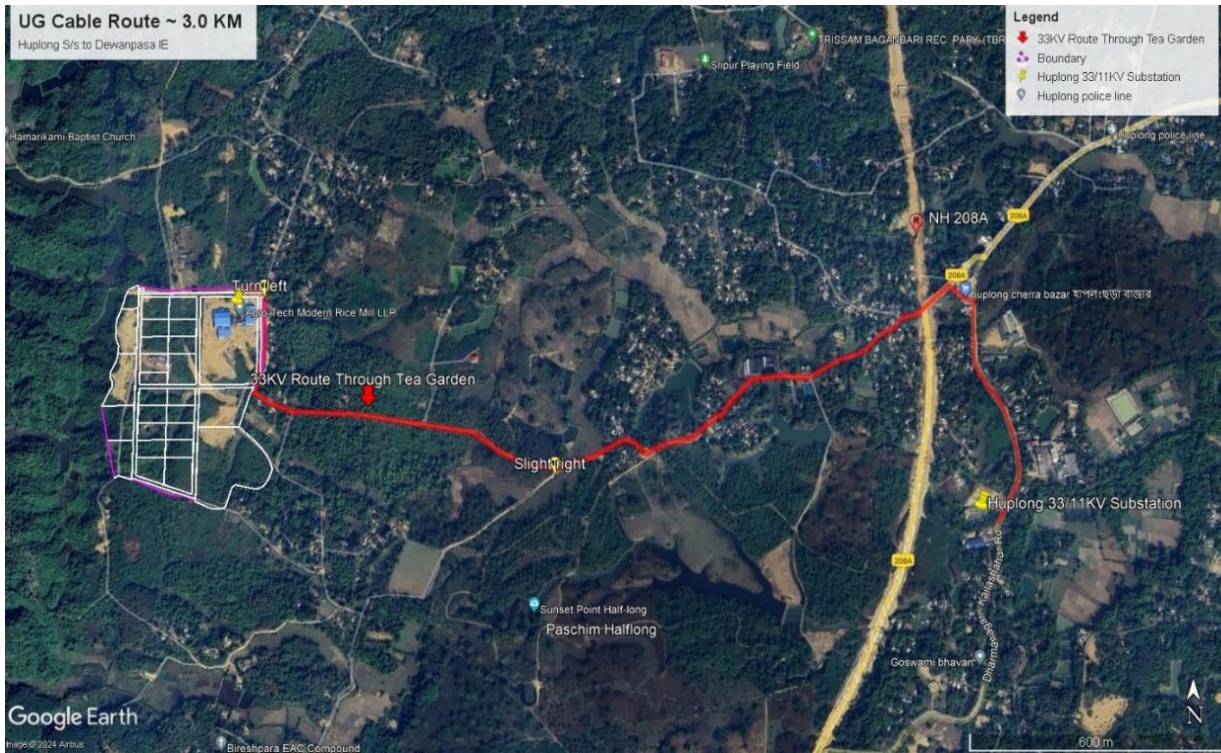 UG Cable Route ~ 3.0 KM
Huplong S/s to Dewanpasa IE
Legend
33KV Route Through Tea Garden
Boundary
Huplong 33/11KV Substation
Huplong police line
TRISSAM BAGANBARI REC. PARK (TBR
Sripur Playing Field
Hamarikami Baptist Church
Huplong police line
208A
NH 208A
208A
huplong cherra bazar হাপলংছড়া বাজার
Turn left
Agro-Tech Modern Rice Mill LLP
33KV Route Through Tea Garden
Slight right
Huplong 33/11KV Substation
208A
Kailashahar Rd
Sunset Point Half-long
Paschim Halflong
Goswami bhavan
N
Google Earth
Image © 2024 Airbus
Bireshpara EAC Compound
600 m